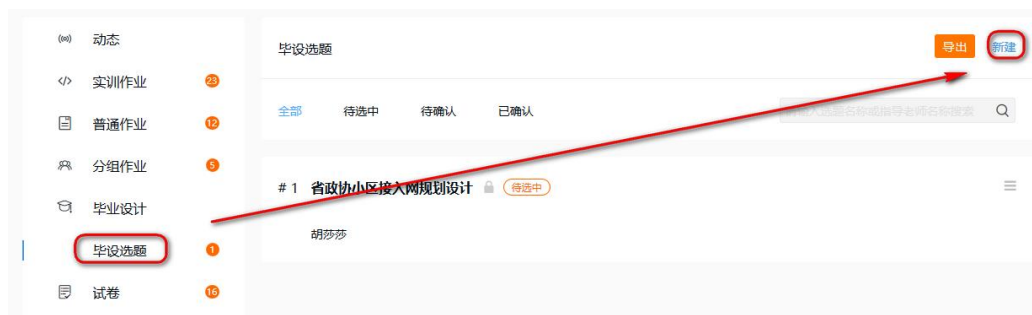 动态
实训作业 23
普通作业 12
分组作业 5
毕业设计
毕设选题 1
试卷 16
毕设选题 导出 新建
全部 待选中 待确认 已确认
# 1 省政协小区接入网规划设计 待选中
胡莎莎